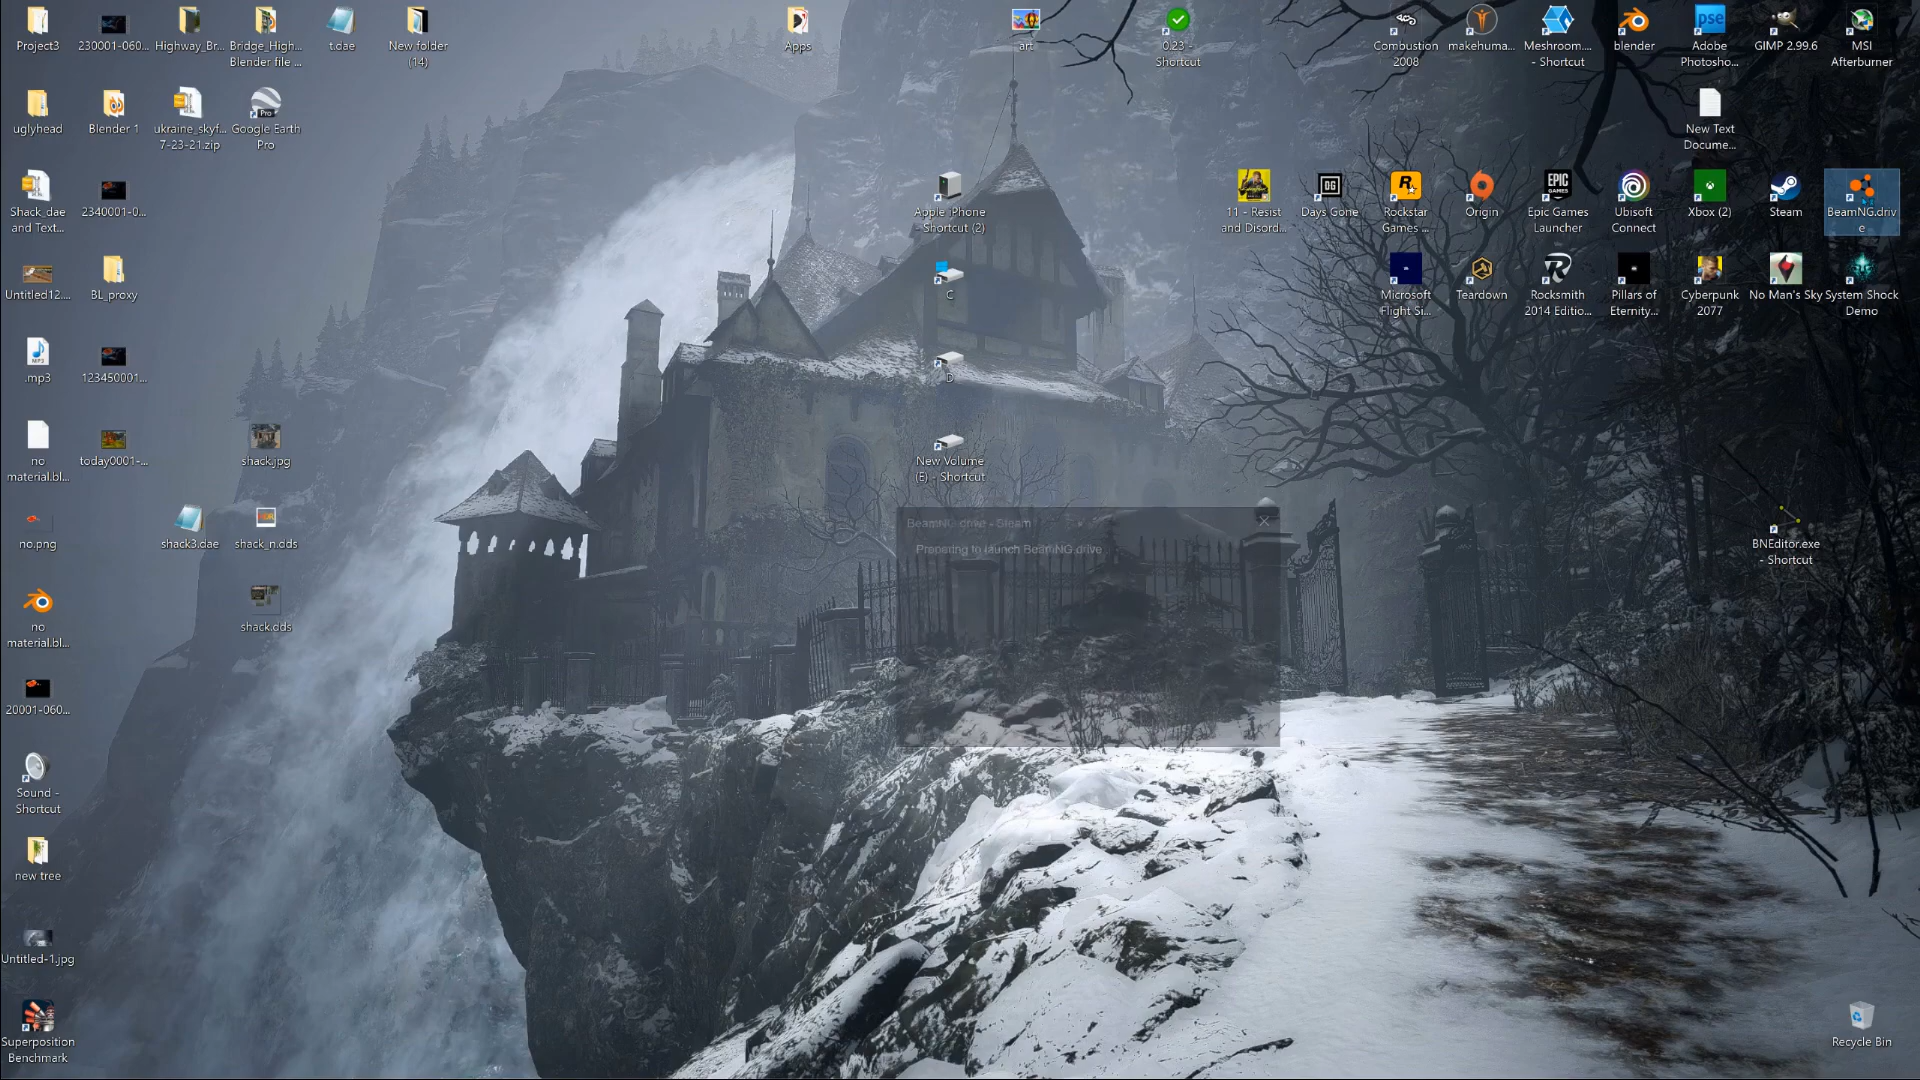 Project3
230001-060...
Highway_Br...
Bridge_High...
Blender file ...
t.dae
New folder
(14)
Apps
art
0.23 -
Shortcut
Combustion
2008
makehuma...
Meshroom....
- Shortcut
blender
Adobe
Photosho...
GIMP 2.99.6
MSI
Afterburner
uglyhead
Blender 1
ukraine_skyf...
7-23-21.zip
Pro
Google Earth
Pro
New Text
Docume...
Shack_dae
and Text...
2340001-0...
Apple iPhone
- Shortcut (2)
11 - Resist
and Disord...
DG
Days Gone
Rockstar
Games ...
Origin
EPIC
GAMES
Epic Games
Launcher
Ubisoft
Connect
pse
Xbox (2)
Steam
BeamNG.driv
e
Untitled12....
BL_proxy
C
Microsoft
Flight Si...
Teardown
Rocksmith
2014 Editio...
Pillars of
Eternity...
Cyberpunk
2077
No Man's Sky
System Shock
Demo
MP3
.mp3
123450001...
D
no
material.bl...
today0001-...
shack.jpg
New Volume
(E) - Shortcut
no.png
shack3.dae
shack_n.dds
BeamNG.drive - Steam
Preparing to launch BeamNG.drive
BNEditor.exe
- Shortcut
no
material.bl...
shack.dds
20001-060...
Sound -
Shortcut
new tree
Untitled-1.jpg
Superposition
Benchmark
Recycle Bin